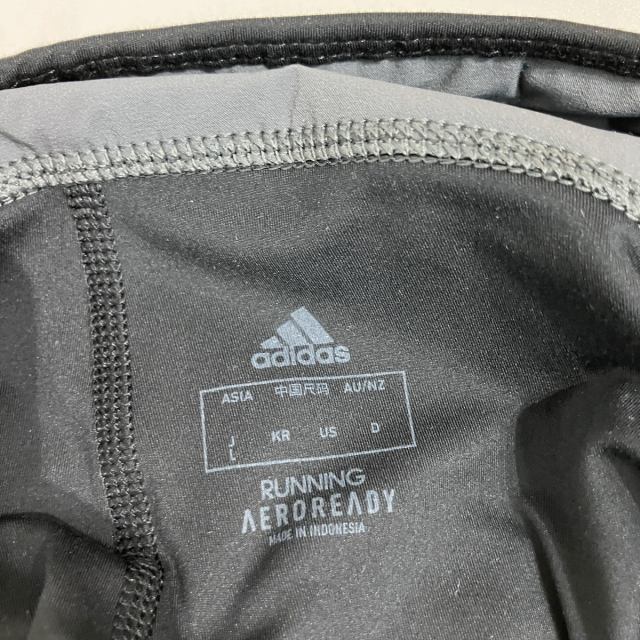 adidas
ASIA 中国尺码 AU/NZ
J KR US D
L
RUNNING
AEROREADY
MADE IN INDONESIA